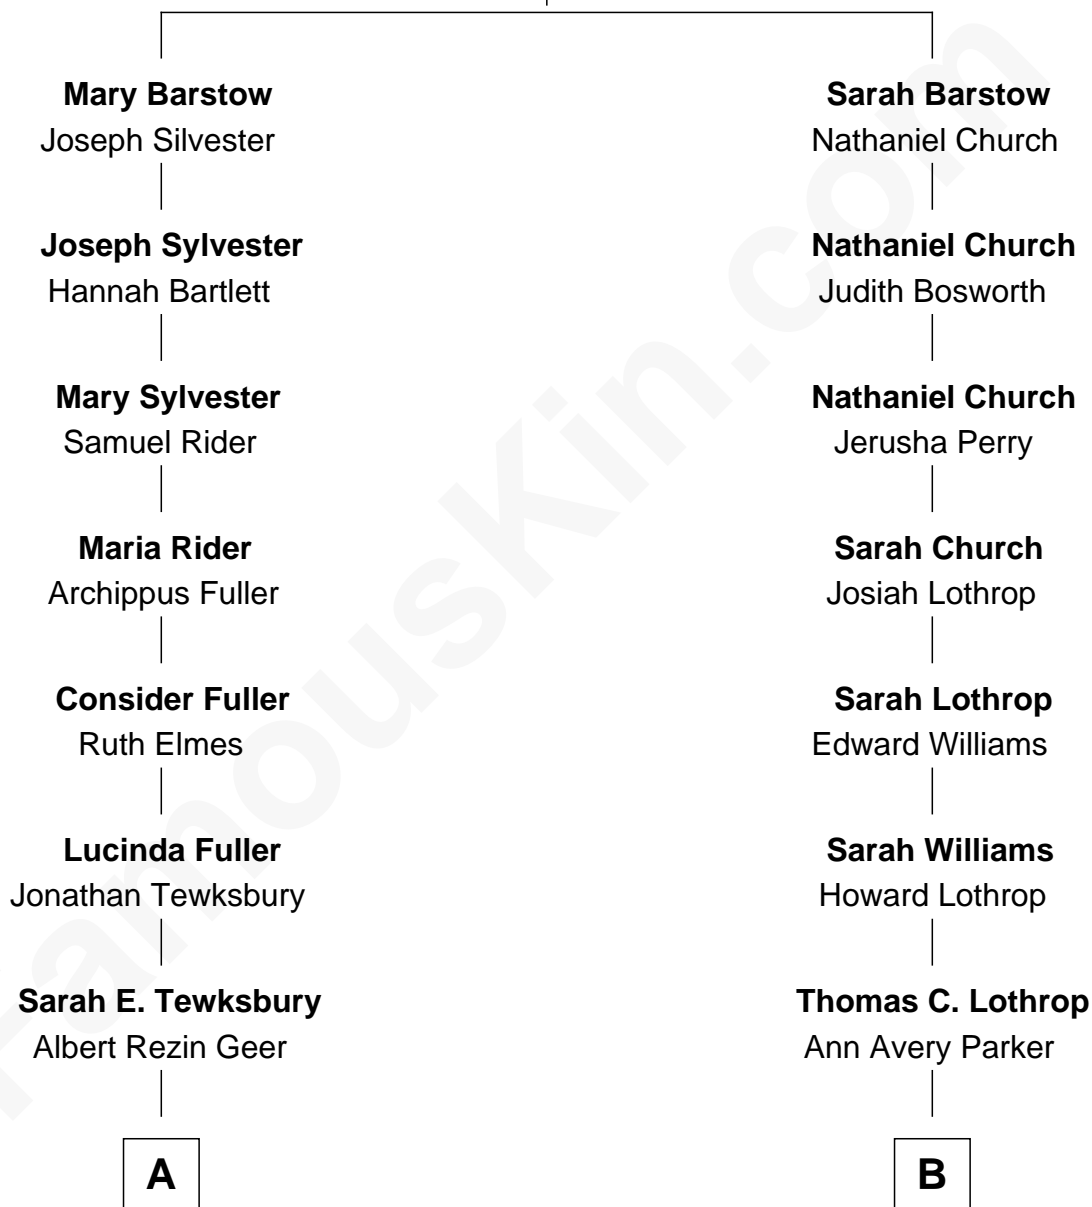 Mary Barstow
Joseph Silvester
Joseph Sylvester
Hannah Bartlett
Mary Sylvester
Samuel Rider
Maria Rider
Archippus Fuller
Consider Fuller
Ruth Elmes
Lucinda Fuller
Jonathan Tewksbury
Sarah E. Tewksbury
Albert Rezin Geer
A
Sarah Barstow
Nathaniel Church
Nathaniel Church
Judith Bosworth
Nathaniel Church
Jerusha Perry
Sarah Church
Josiah Lothrop
Sarah Lothrop
Edward Williams
Sarah Williams
Howard Lothrop
Thomas C. Lothrop
Ann Avery Parker
B
FamousKin.com